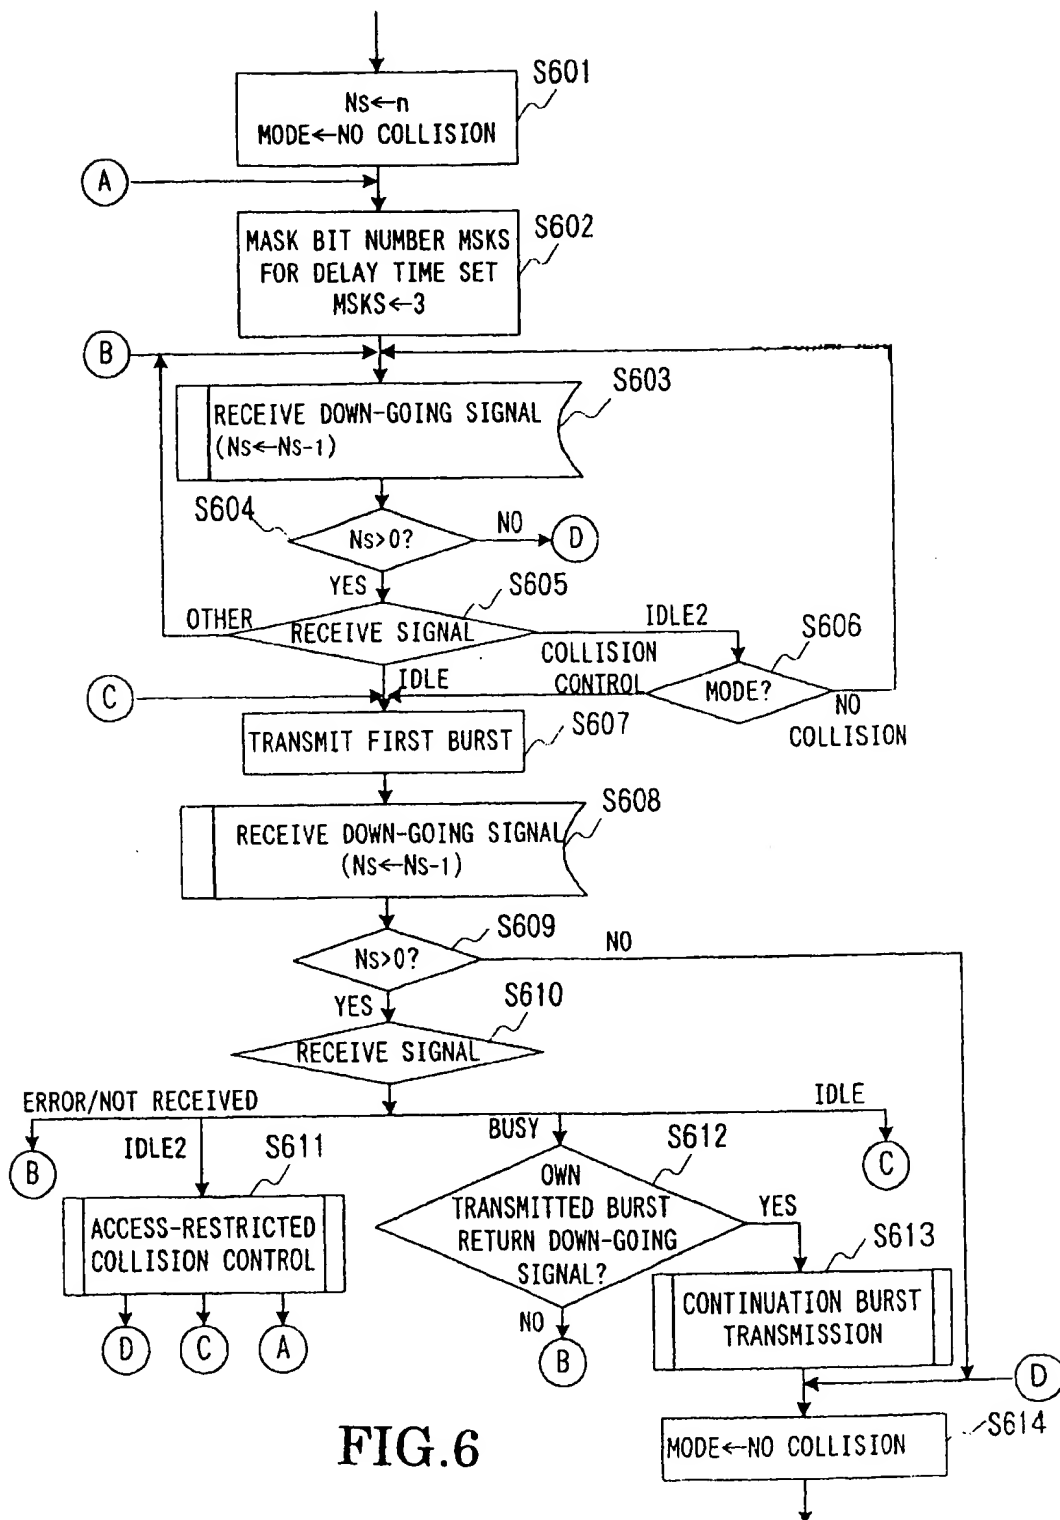 S601
Ns←n
MODE←NO COLLISION
A
S602
MASK BIT NUMBER MSKS
FOR DELAY TIME SET
MSKS←3
B
S603
RECEIVE DOWN-GOING SIGNAL
(Ns←Ns-1)
S604
Ns>0?
NO
D
YES
S605
OTHER
RECEIVE SIGNAL
IDLE2
S606
COLLISION
CONTROL
MODE?
IDLE
C
NO
COLLISION
S607
TRANSMIT FIRST BURST
S608
RECEIVE DOWN-GOING SIGNAL
(Ns←Ns-1)
S609
Ns>0?
NO
YES
S610
RECEIVE SIGNAL
ERROR/NOT RECEIVED
IDLE
BUSY
IDLE2
B
S611
S612
C
ACCESS-RESTRICTED
COLLISION CONTROL
OWN
TRANSMITTED BURST
RETURN DOWN-GOING
SIGNAL?
YES
S613
D
C
A
NO
B
CONTINUATION BURST
TRANSMISSION
D
S614
MODE←NO COLLISION
FIG.6